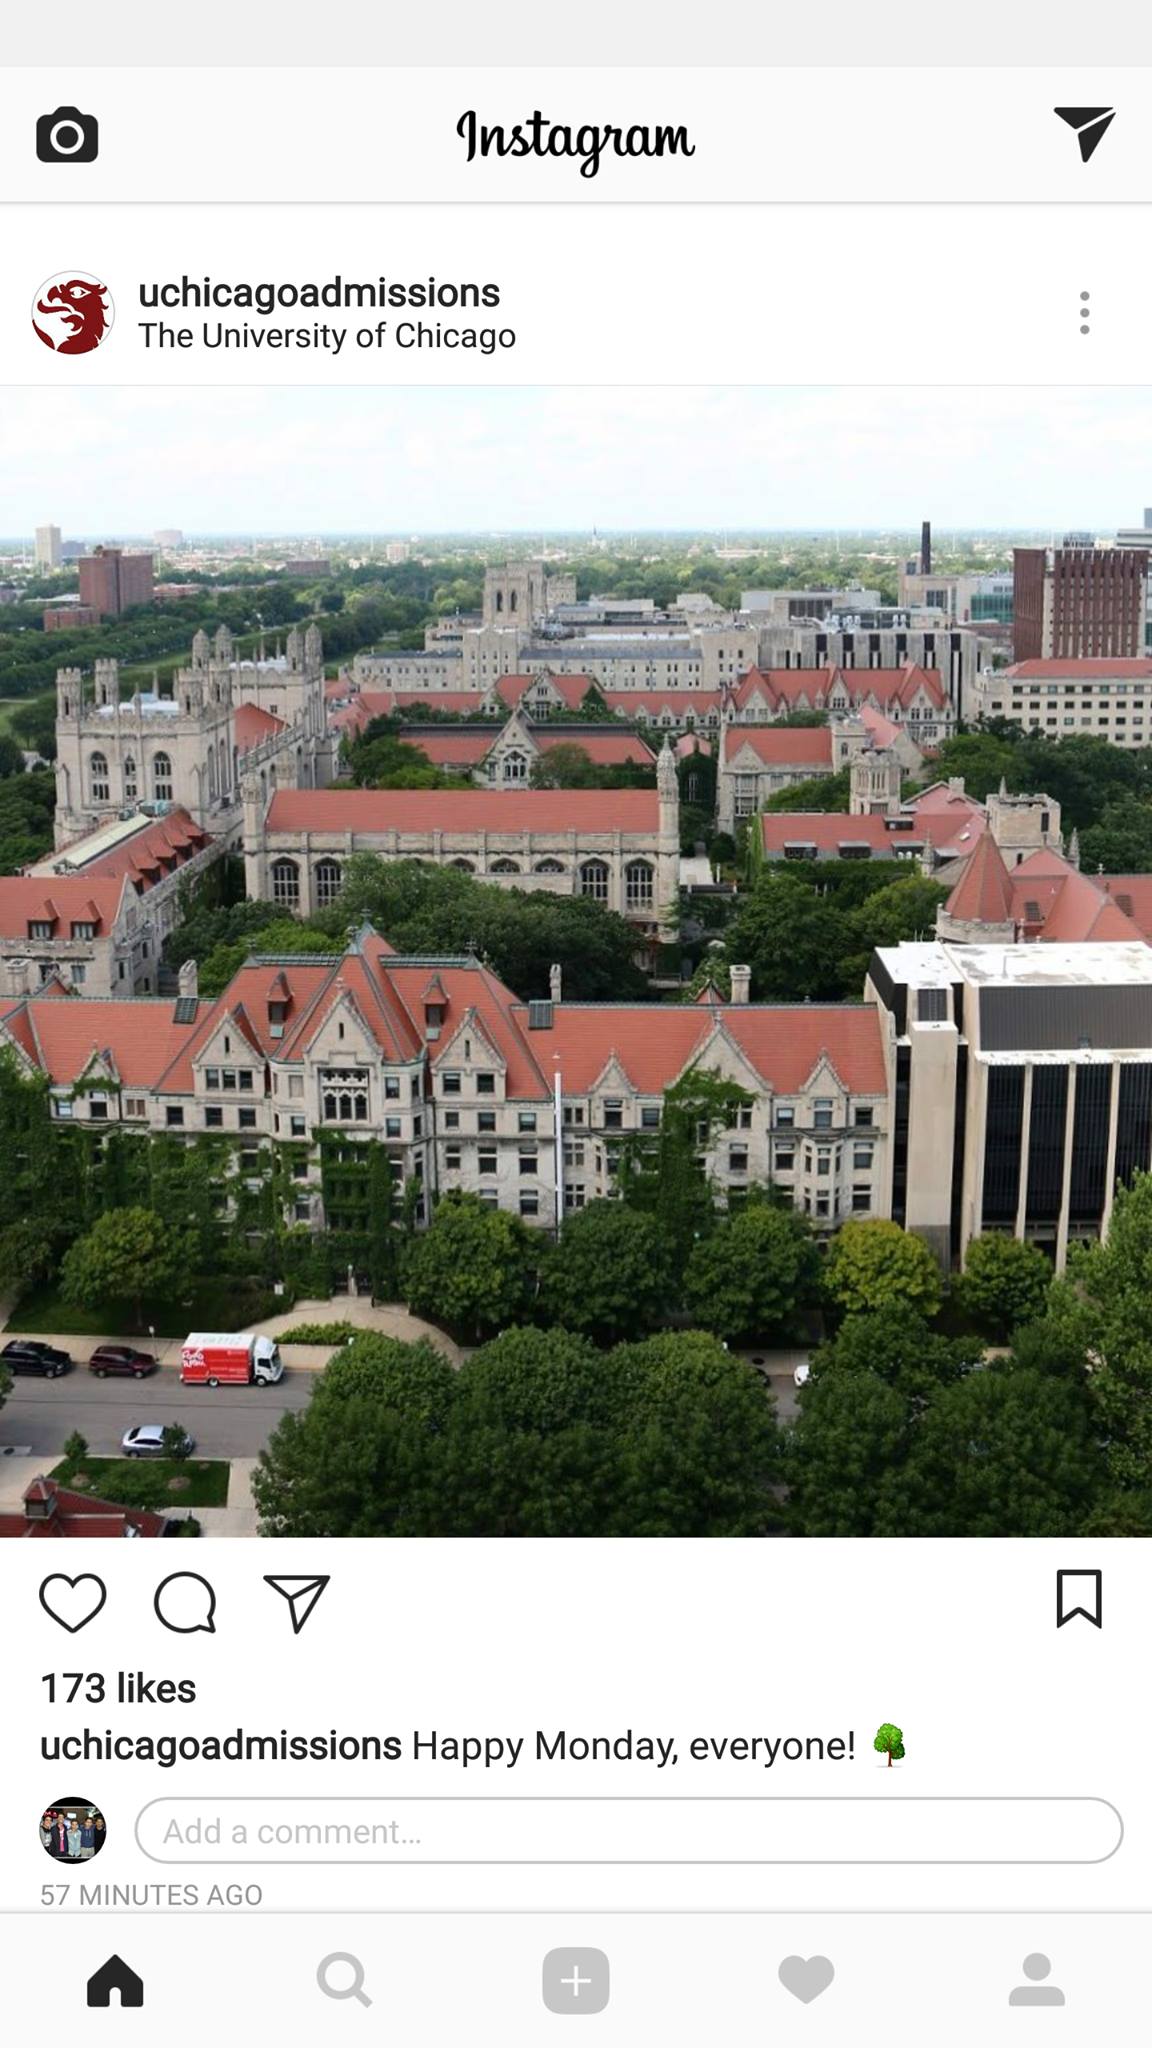 Instagram
uchicagoadmissions
The University of Chicago
173 likes
uchicagoadmissions Happy Monday, everyone! 🌳
Add a comment...
57 MINUTES AGO